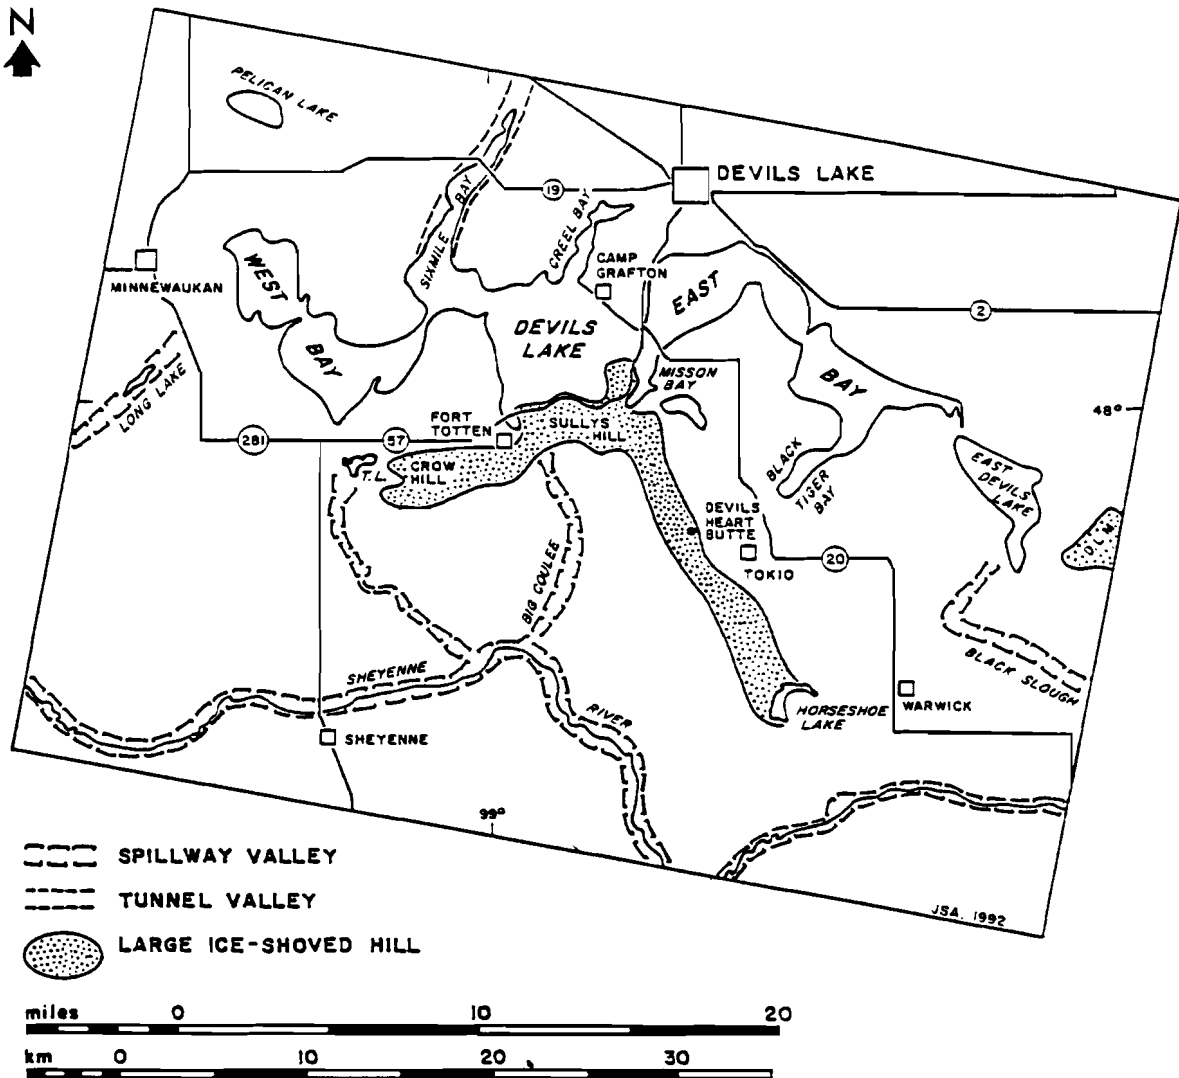 N
PELICAN LAKE
DEVILS LAKE
19
SIXMILE BAY
CREEL BAY
CAMP
GRAFTON
MINNEWAUKAN
WEST
BAY
EAST
BAY
2
DEVILS
LAKE
MISSON
BAY
LONG LAKE
48°
FORT
TOTTEN
SULLYS
HILL
281
57
T.L.
CROW
HILL
BLACK
TIGER
BAY
EAST
DEVILS
LAKE
DEVILS
HEART
BUTTE
D.L.M.
TOKIO
20
BIG COULEE
BLACK SLOUGH
SHEYENNE
RIVER
HORSESHOE
LAKE
WARWICK
SHEYENNE
99°
JSA. 1992
SPILLWAY VALLEY
TUNNEL VALLEY
LARGE ICE-SHOVED HILL
miles 0 10 20
km 0 10 20 30